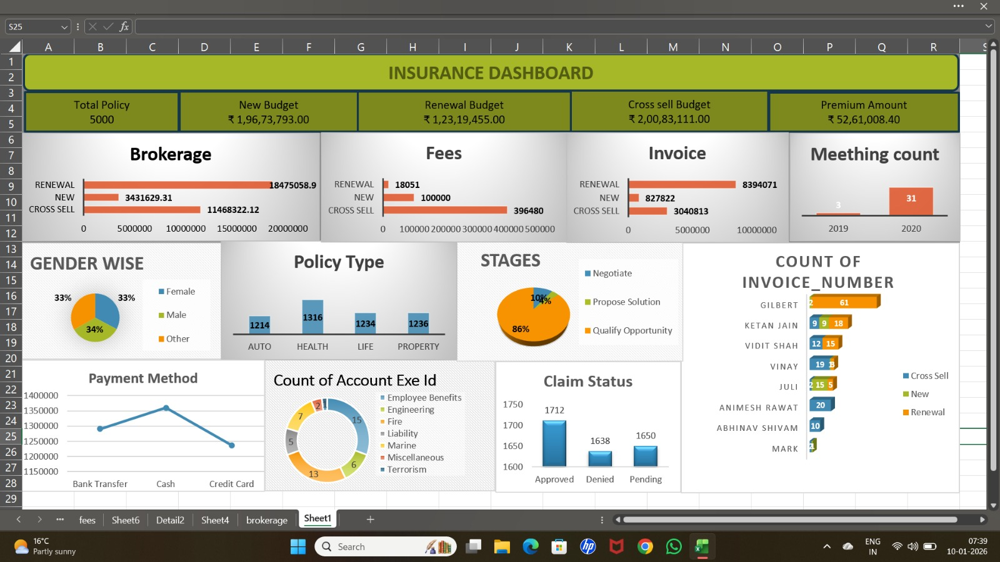 S25
fx
A B C D E F G H I J K L M N O P Q R S
1
2
3
4
5
6
7
8
9
10
11
12
13
14
15
16
17
18
19
20
21
22
23
24
25
26
27
28
29
INSURANCE DASHBOARD
Total Policy
5000
New Budget
₹ 1,96,73,793.00
Renewal Budget
₹ 1,23,19,455.00
Cross sell Budget
₹ 2,00,83,111.00
Premium Amount
₹ 52,61,008.40
Brokerage
RENEWAL 18475058.9
NEW 3431629.31
CROSS SELL 11468322.12
0 5000000 10000000 15000000 20000000
Fees
RENEWAL 18051
NEW 100000
CROSS SELL 396480
0 100000 200000 300000 400000 500000
Invoice
RENEWAL 8394071
NEW 827822
CROSS SELL 3040813
0 5000000 10000000
Meething count
3 31
2019 2020
GENDER WISE
33% 33%
34%
Female
Male
Other
Policy Type
1214 1316 1234 1236
AUTO HEALTH LIFE PROPERTY
STAGES
10%
4%
86%
Negotiate
Propose Solution
Qualify Opportunity
COUNT OF
INVOICE_NUMBER
GILBERT 2 61
KETAN JAIN 9 9 18
VIDIT SHAH 12 15
VINAY 19
JULI 2 15 5
ANIMESH RAWAT 20
ABHINAV SHIVAM 10
MARK
Cross Sell
New
Renewal
Payment Method
1400000
1350000
1300000
1250000
1200000
1150000
Bank Transfer Cash Credit Card
Count of Account Exe Id
15
6
13
5
7
2
1
Employee Benefits
Engineering
Fire
Liability
Marine
Miscellaneous
Terrorism
Claim Status
1750
1700
1650
1600
1712
1638
1650
Approved Denied Pending
fees Sheet6 Detail2 Sheet4 brokerage Sheet1
16°C
Partly sunny
Search
hp
ENG
IN
07:39
10-01-2026